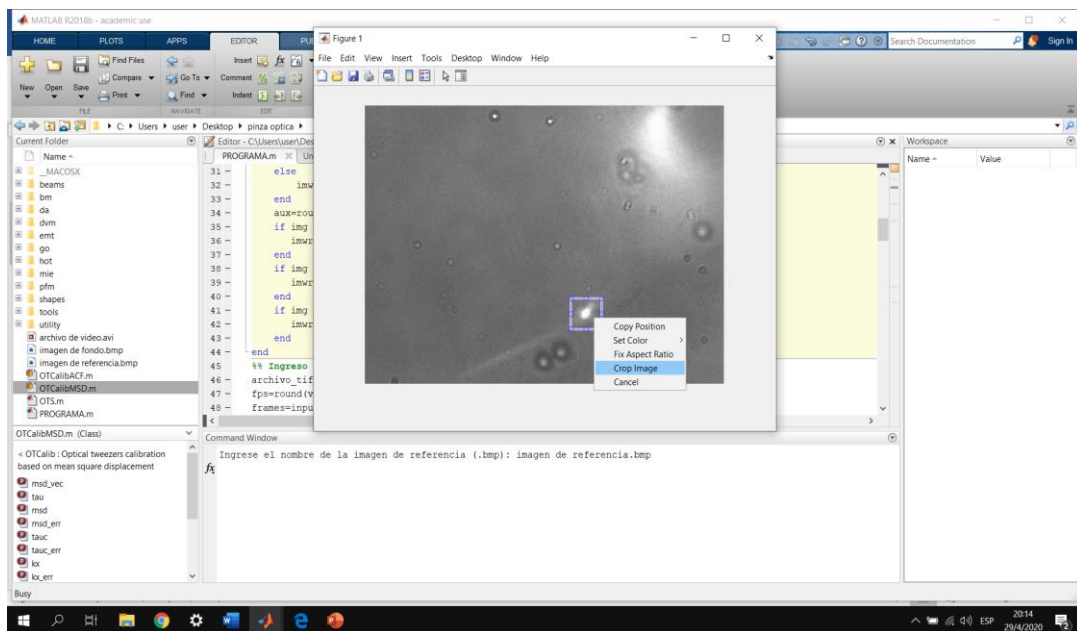 MATLAB R2018b - academic use
HOME PLOTS APPS EDITOR PU
Search Documentation Sign In
New Open Save
Find Files
Compare
Print
Go To
Find
Insert fx
Comment
Indent
FILE NAVIGATE EDIT
C: Users user Desktop pinza optica
Current Folder
Name
__MACOSX
beams
bm
da
dvm
emt
go
hot
mie
pfm
shapes
tools
utility
archivo de video.avi
imagen de fondo.bmp
imagen de referencia.bmp
OTCalibACF.m
OTCalibMSD.m
OTS.m
PROGRAMA.m
OTCalibMSD.m (Class)
< OTCalib : Optical tweezers calibration
based on mean square displacement
msd_vec
tau
msd
msd_err
tauc
tauc_err
kx
kx_err
Busy
Editor - C:\Users\user\Des
PROGRAMA.m Un
31 - else
32 - imw
33 - end
34 - aux=rou
35 - if img
36 - imwr
37 - end
38 - if img
39 - imwr
40 - end
41 - if img
42 - imwr
43 - end
44 - end
45 %% Ingreso
46 - archivo_tif
47 - fps=round(v
48 - frames=inpu
Figure 1
File Edit View Insert Tools Desktop Window Help
Copy Position
Set Color
Fix Aspect Ratio
Crop Image
Cancel
Command Window
Ingrese el nombre de la imagen de referencia (.bmp): imagen de referencia.bmp
fx
Workspace
Name Value
ESP
20:14
29/4/2020
2